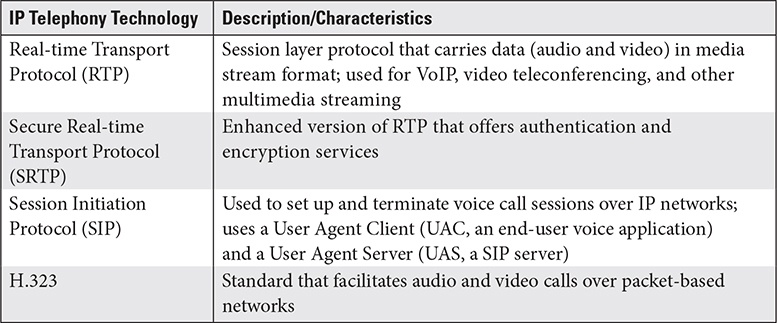 IP Telephony Technology Description/Characteristics
Real-time Transport Protocol (RTP)
Session layer protocol that carries data (audio and video) in media
stream format; used for VoIP, video teleconferencing, and other
multimedia streaming
Secure Real-time
Transport Protocol
(SRTP)
Enhanced version of RTP that offers authentication and
encryption services
Session Initiation
Protocol (SIP)
Used to set up and terminate voice call sessions over IP networks;
uses a User Agent Client (UAC, an end-user voice application)
and a User Agent Server (UAS, a SIP server)
H.323
Standard that facilitates audio and video calls over packet-based
networks